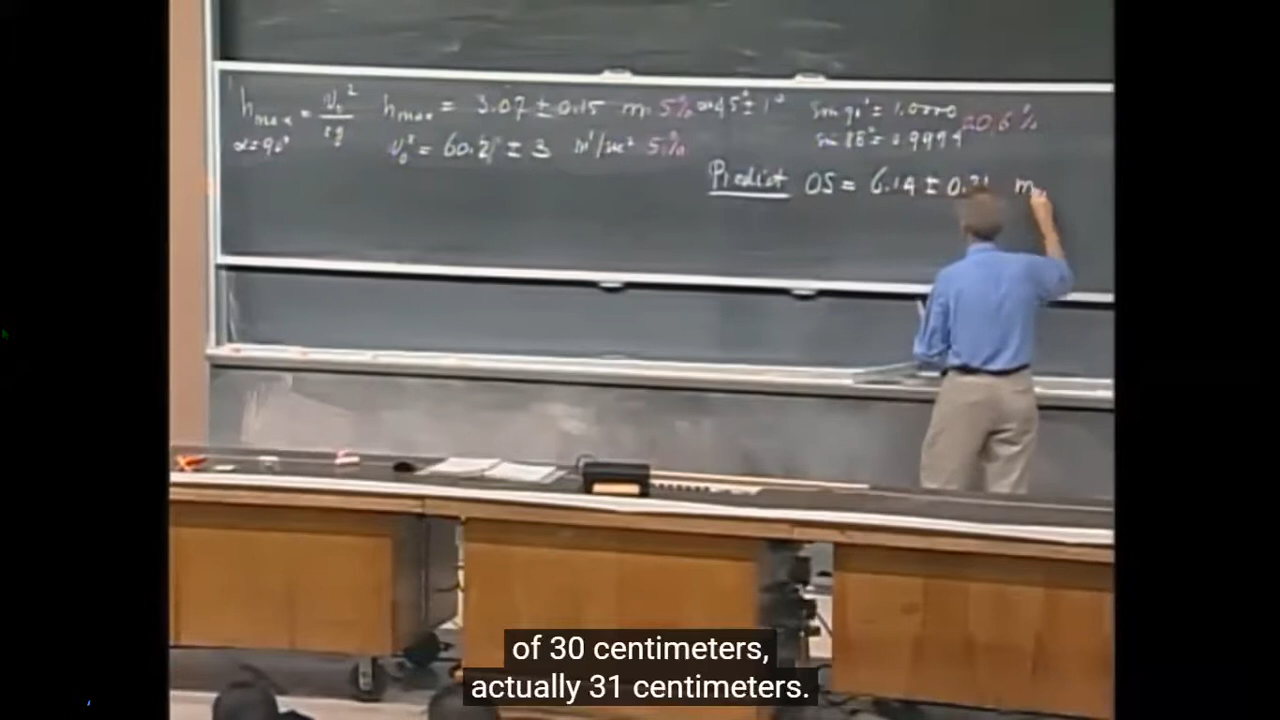 h max = v₀² / 2g h max = 3.07 ± 0.15 m 5% α=45° ± 1° sin 90° = 1.0000
α=90° v₀² = 60.2 ± 3 m²/sec² 5% sin 88° = 0.9994 0.06%
Predict OS = 6.14 ± 0.31 m
of 30 centimeters,
actually 31 centimeters.